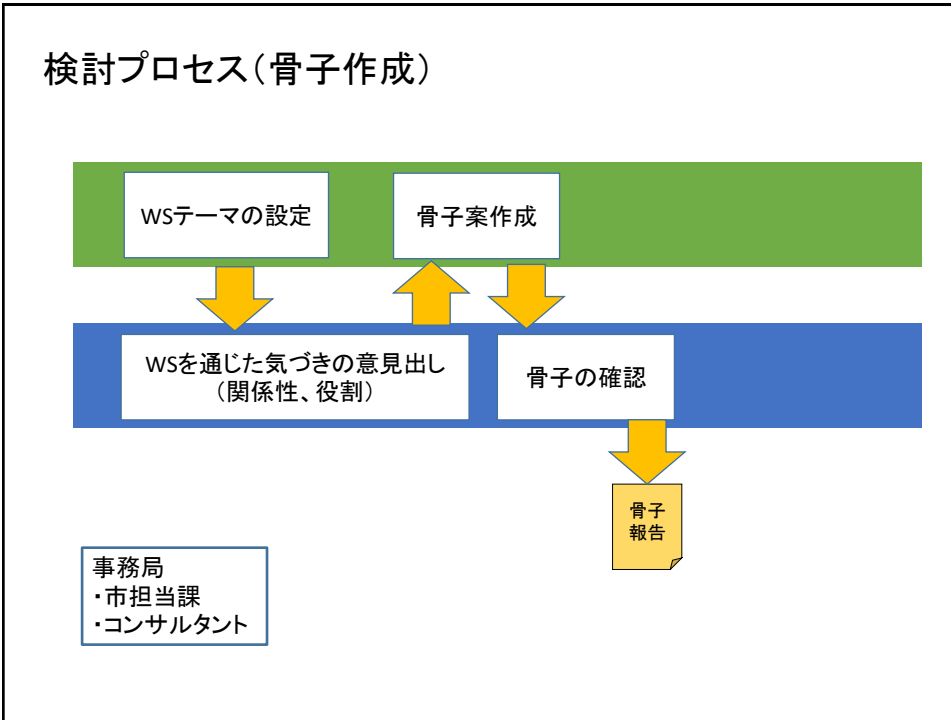 検討プロセス（骨子作成）
WSテーマの設定
骨子案作成
WSを通じた気づきの意見出し
（関係性、役割）
骨子の確認
骨子
報告
事務局
・市担当課
・コンサルタント